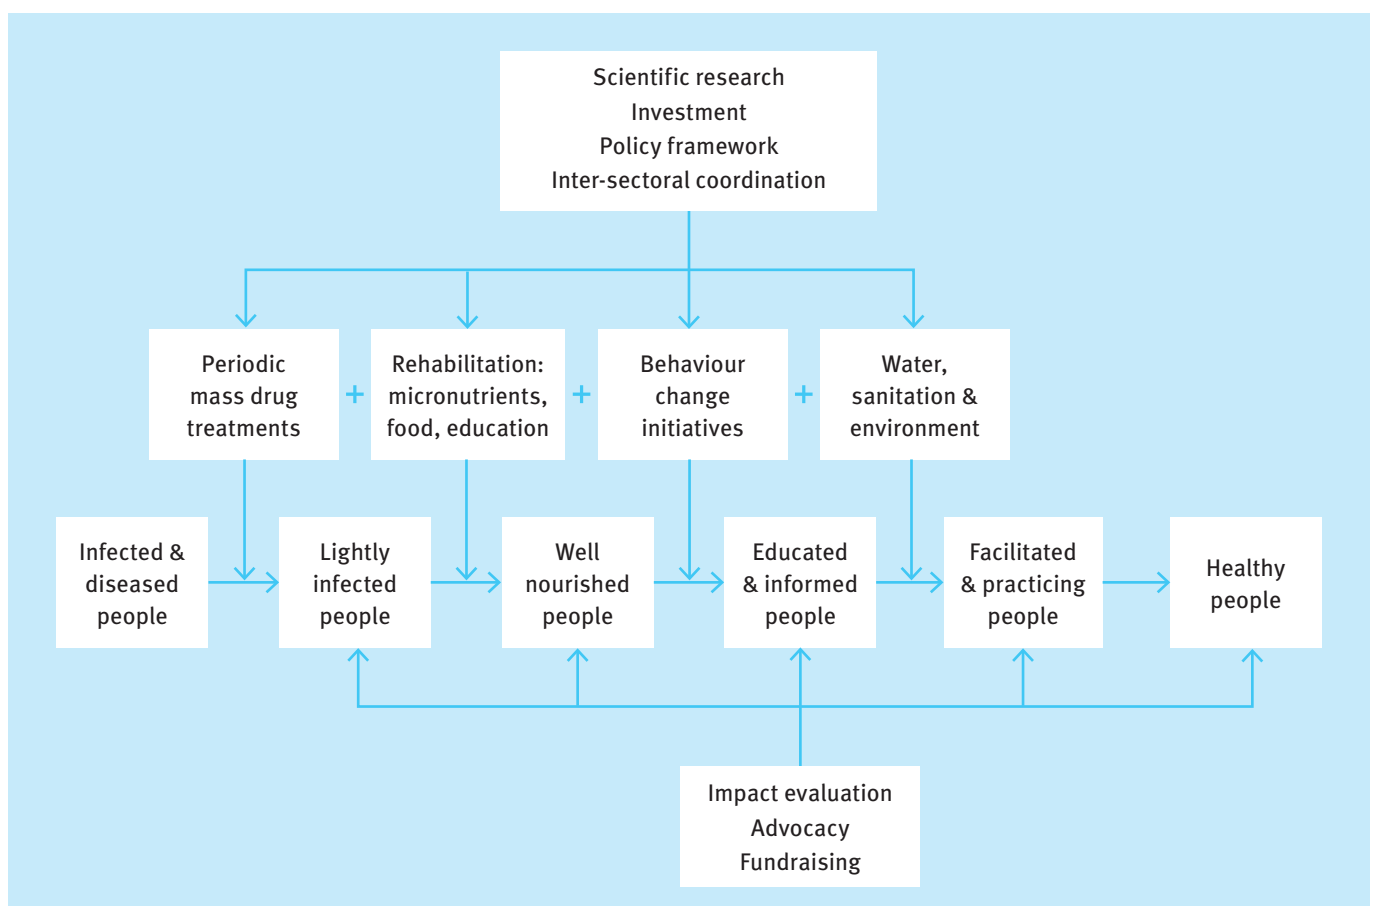 Scientific research
Investment
Policy framework
Inter-sectoral coordination
Periodic
mass drug
treatments
+
Rehabilitation:
micronutrients,
food, education
+
Behaviour
change
initiatives
+
Water,
sanitation &
environment
Infected &
diseased
people
Lightly
infected
people
Well
nourished
people
Educated
& informed
people
Facilitated
& practicing
people
Healthy
people
Impact evaluation
Advocacy
Fundraising